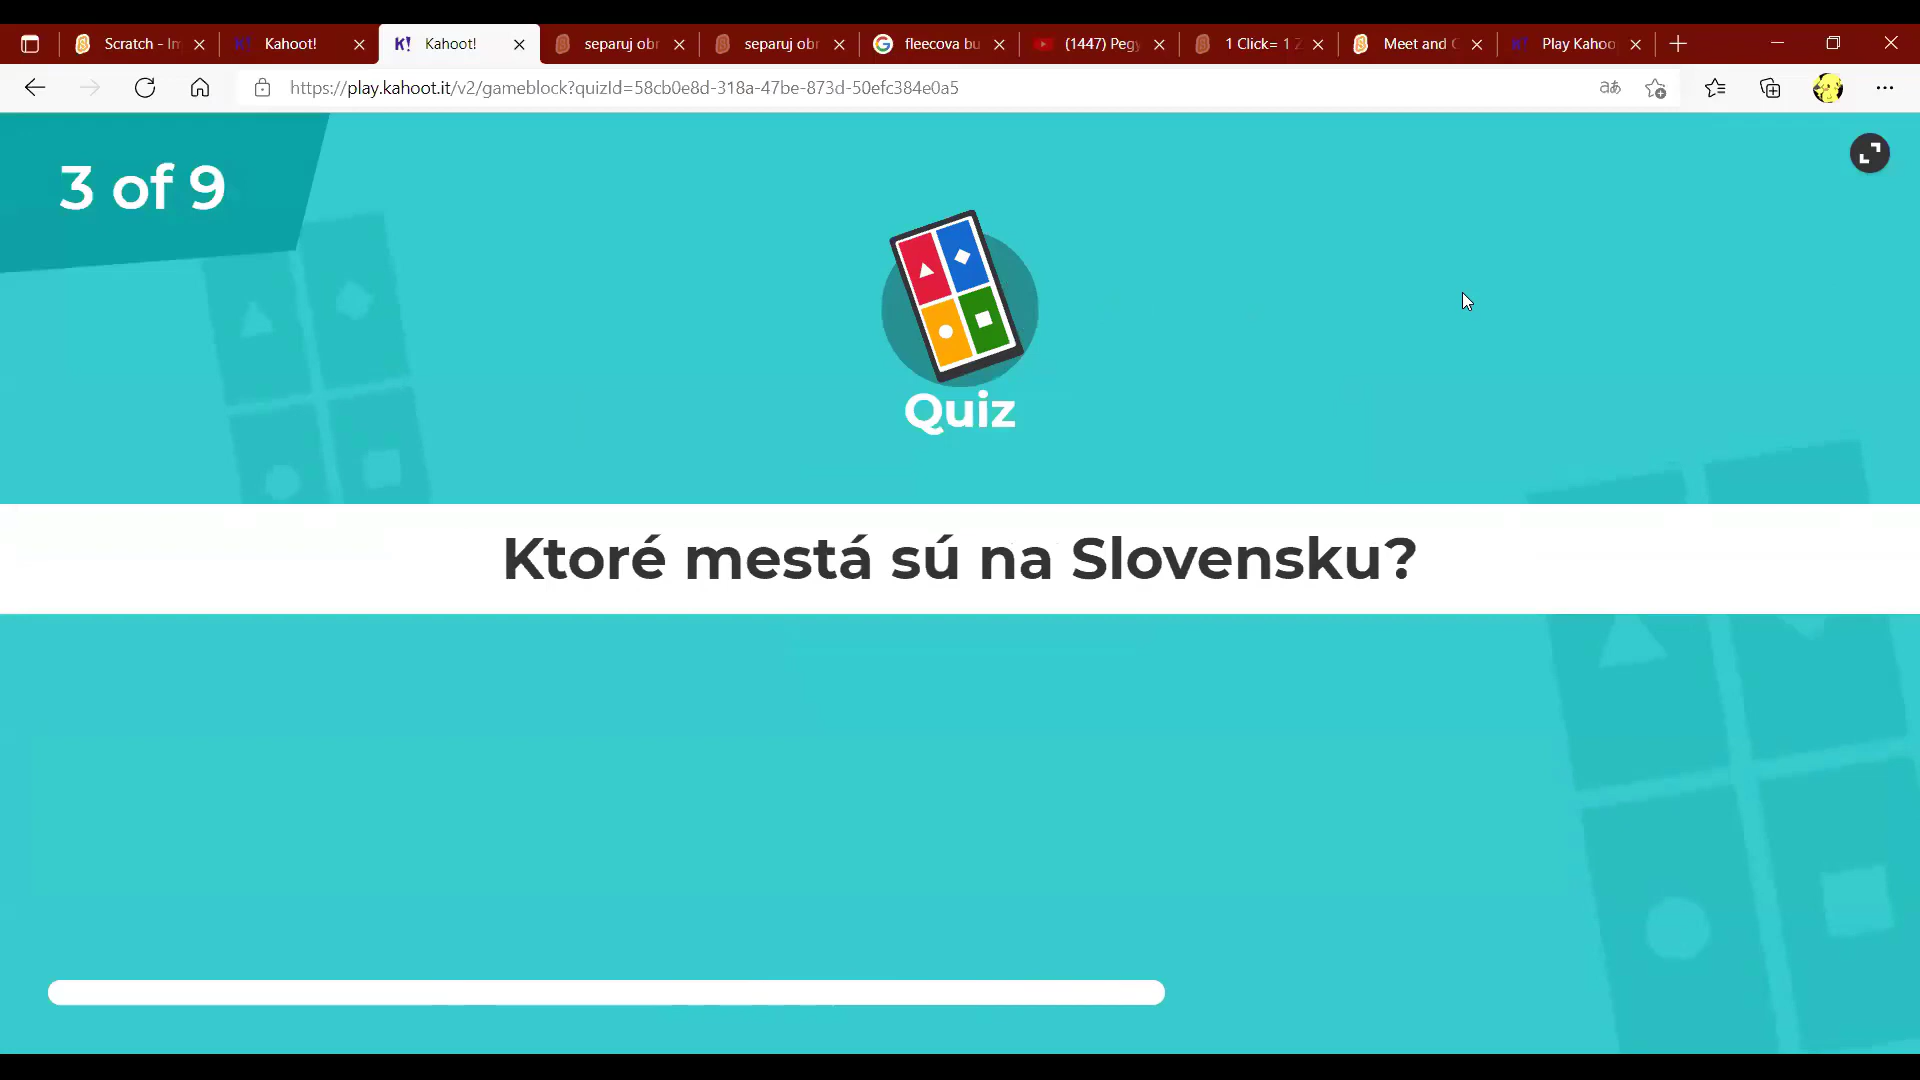 Scratch - Im
Kahoot!
K! Kahoot!
separuj obr
separuj obr
fleecova bu
(1447) Pegy
1 Click= 1 Z
Meet and G
Play Kahoo
https://play.kahoot.it/v2/gameblock?quizId=58cb0e8d-318a-47be-873d-50efc384e0a5
3 of 9
Quiz
Ktoré mestá sú na Slovensku?